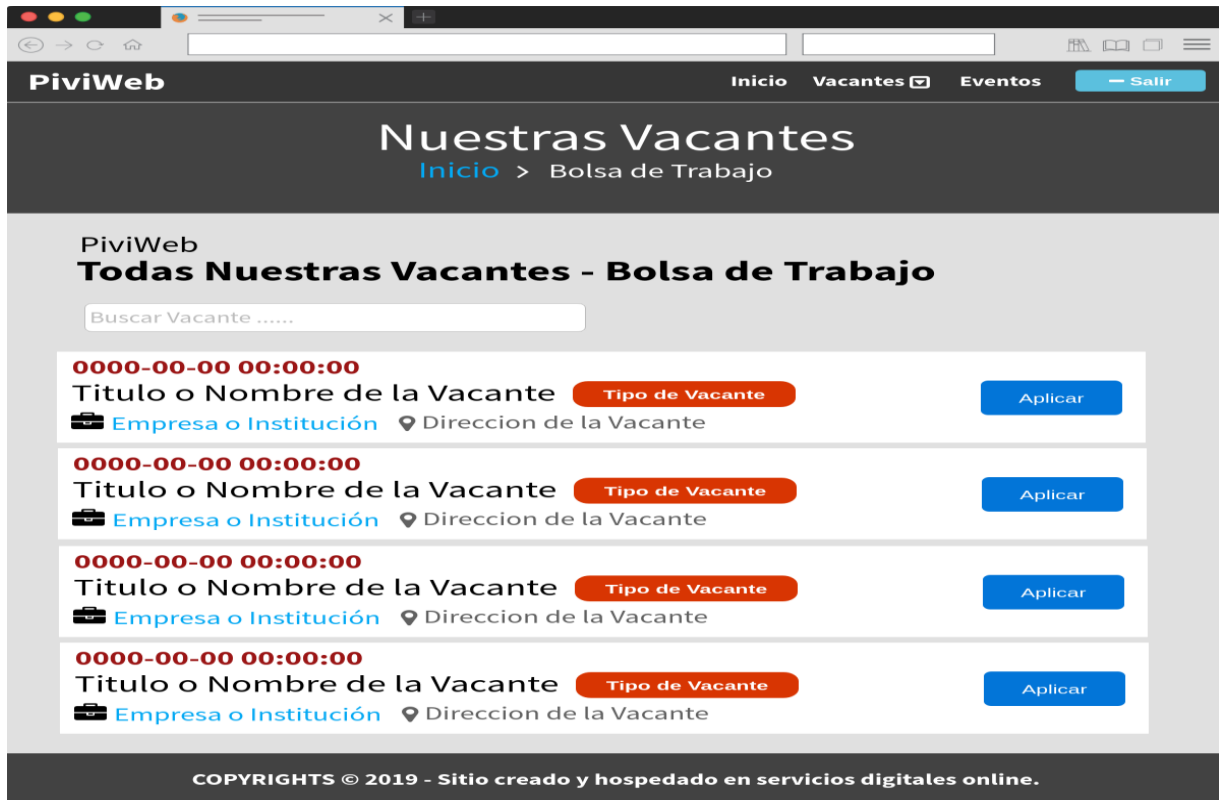 PiviWeb Inicio Vacantes Eventos — Salir
Nuestras Vacantes
Inicio > Bolsa de Trabajo
PiviWeb
Todas Nuestras Vacantes - Bolsa de Trabajo
Buscar Vacante ......
0000-00-00 00:00:00
Titulo o Nombre de la Vacante Tipo de Vacante Aplicar
Empresa o Institución Direccion de la Vacante
0000-00-00 00:00:00
Titulo o Nombre de la Vacante Tipo de Vacante Aplicar
Empresa o Institución Direccion de la Vacante
0000-00-00 00:00:00
Titulo o Nombre de la Vacante Tipo de Vacante Aplicar
Empresa o Institución Direccion de la Vacante
0000-00-00 00:00:00
Titulo o Nombre de la Vacante Tipo de Vacante Aplicar
Empresa o Institución Direccion de la Vacante
COPYRIGHTS © 2019 - Sitio creado y hospedado en servicios digitales online.